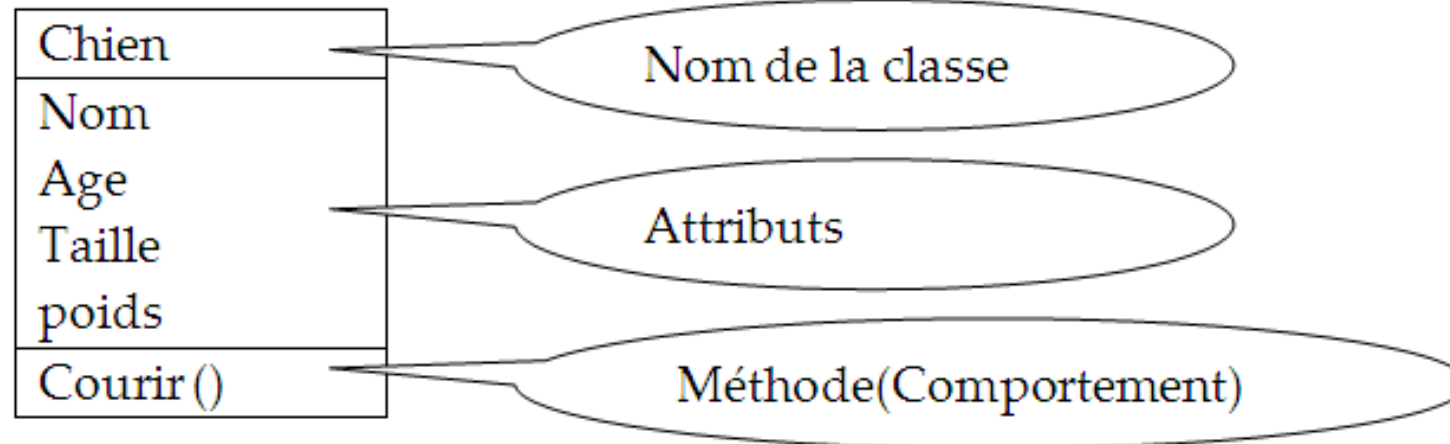 Chien
Nom de la classe
Nom
Age
Taille
poids
Attributs
Courir ()
Méthode(Comportement)